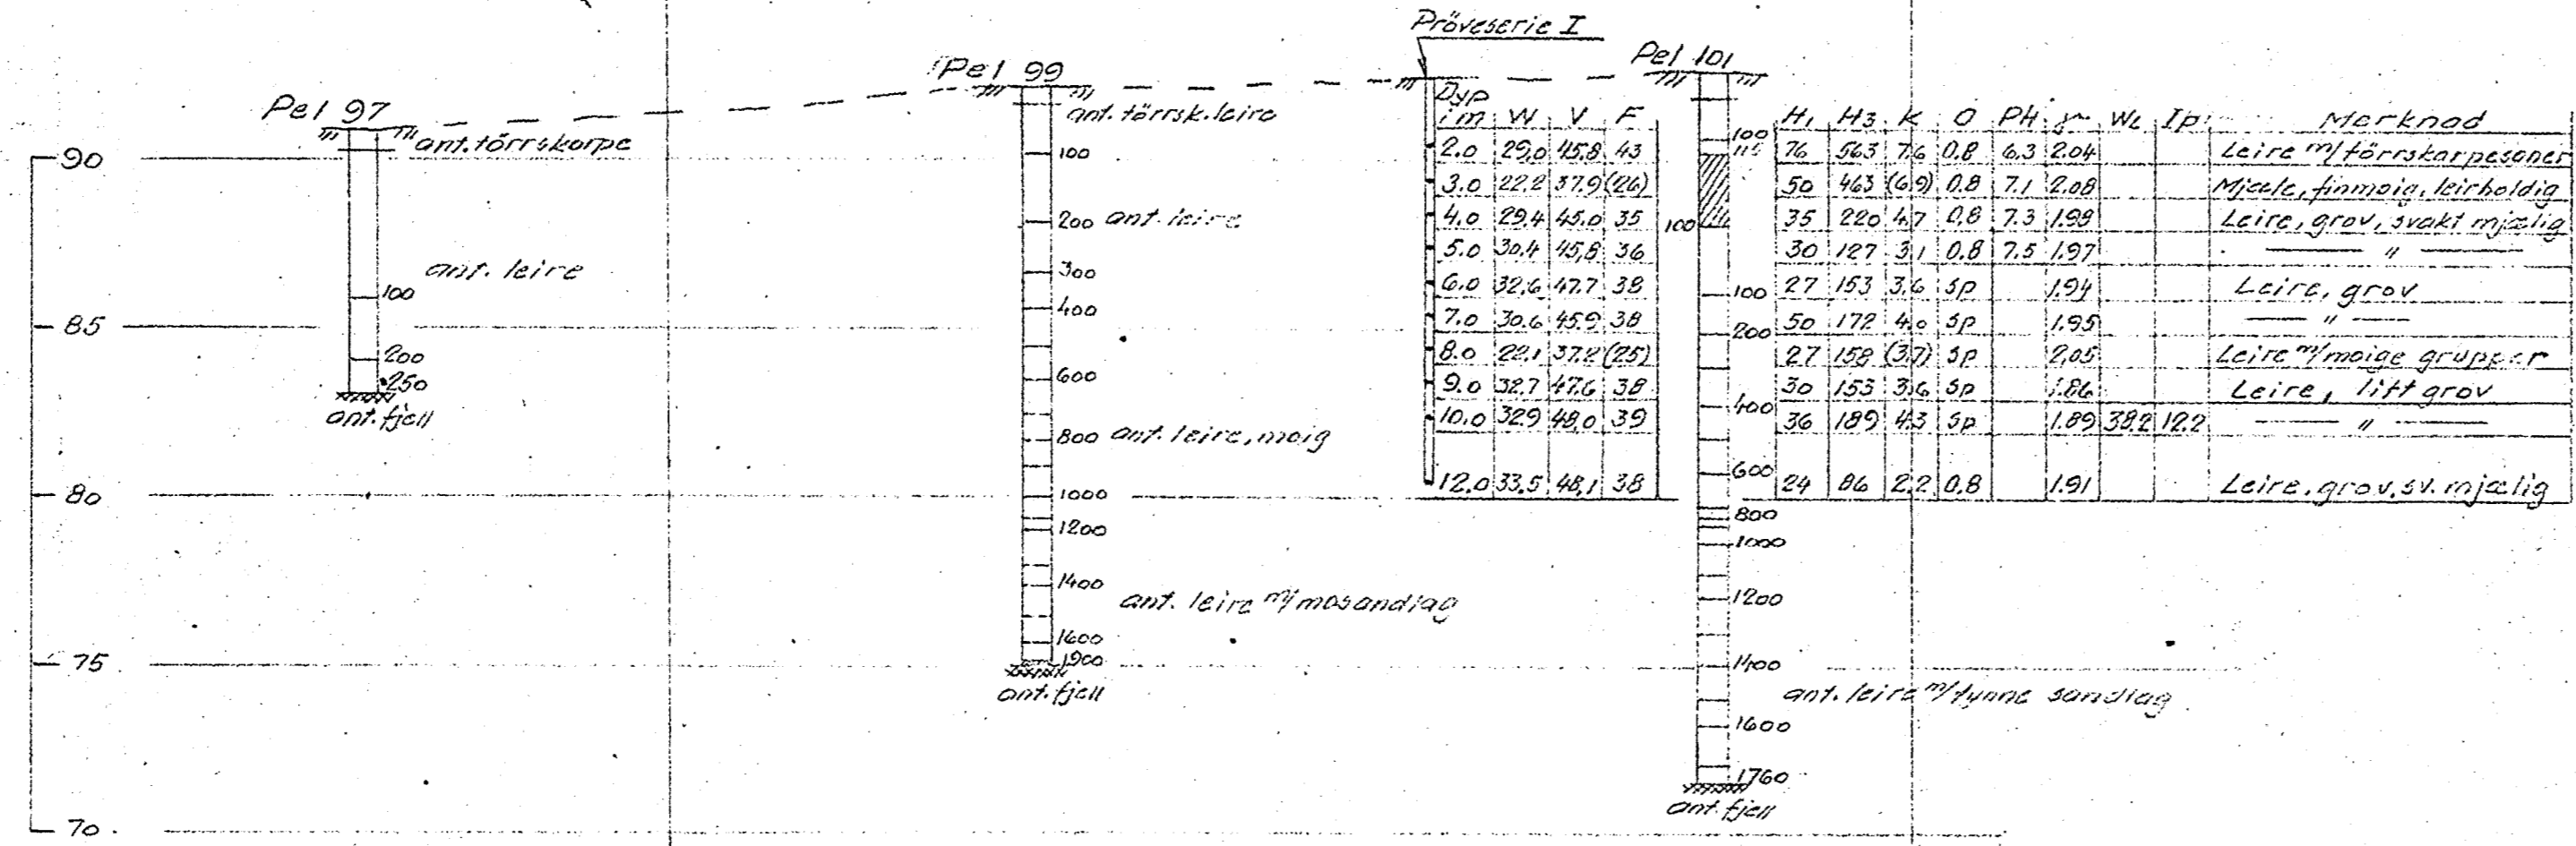 Pröveserie I
Pel 97
Pel 99
Pel 101
90
85
80
75
70
ant. törrskorpe
ant. leire
100
200
250
ant. fjell
ant. törrsk. leire
100
200 ant. leire
300
400
600
800 ant. leire, moig
1000
1200
1400
ant. leire m/mosandlag
1600
1900
ant. fjell
Dyp
i m W V F H₁ H₃ K O PH γ WL Ip Merknad
2.0 29,0 45,8 43 76 563 7,6 0.8 6,3 2.04 Leire m/törrskorpesoner
3.0 22,2 37,9 (26) 50 463 (6,9) 0.8 7.1 2.08 Mjæle, finmoig, leirholdig
4.0 29,4 45,0 35 35 220 4,7 0.8 7.3 1.98 Leire, grov, svakt mjælig
5.0 30,4 45,8 36 30 127 3,1 0.8 7.5 1.97 — " —
6.0 32,6 47,7 38 27 153 3,6 sp 1.94 Leire, grov
7.0 30,6 45,9 38 50 172 4,0 sp 1.95 — " —
8.0 22,1 37,2 (25) 27 158 (3,7) sp 2,05 Leire m/moige grupper
9.0 32,7 47,6 38 30 153 3,6 sp 1.86 Leire, litt grov
10.0 32,9 48,0 39 36 189 4,3 sp 1.89 38,2 12,2 — " —
12.0 33,5 48,1 38 24 86 2,2 0.8 1.91 Leire, grov, sv. mjælig
100
115
100
100
200
400
600
800
1000
1200
1400
ant. leire m/tynne sandlag
1600
1760
ant. fjell